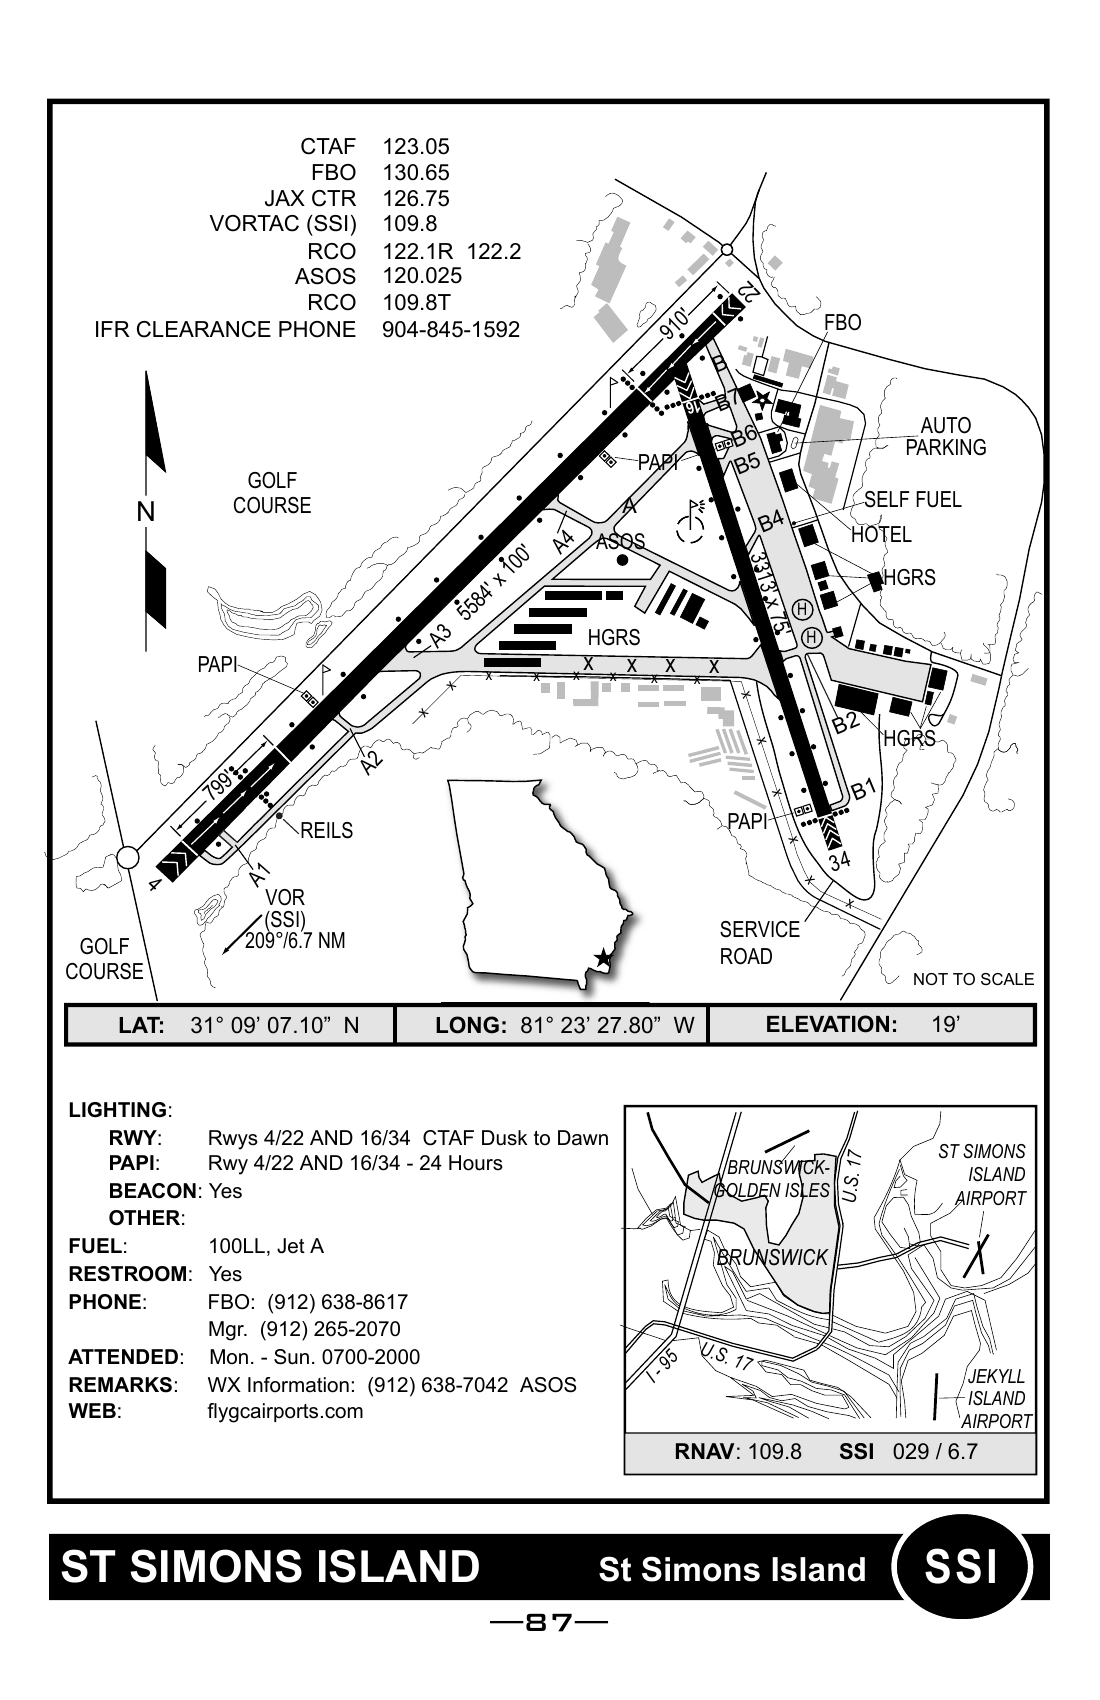 CTAF 123.05
FBO 130.65
JAX CTR 126.75
VORTAC (SSI) 109.8
RCO 122.1R 122.2
ASOS 120.025
RCO 109.8T
IFR CLEARANCE PHONE 904-845-1592
22
910'
FBO
B
16
B7
AUTO
PARKING
B6
PAPI
B5
GOLF
COURSE
N
SELF FUEL
A
B4
HOTEL
A4
ASOS
5584' x 100'
3313' x 75'
HGRS
H
A3
HGRS
H
PAPI
X X X X
x x x x x x
B2
HGRS
A2
799'
B1
PAPI
REILS
34
4
A1
VOR
(SSI)
209°/6.7 NM
SERVICE
ROAD
GOLF
COURSE
NOT TO SCALE
LAT: 31° 09’ 07.10” N LONG: 81° 23’ 27.80” W ELEVATION: 19’
LIGHTING:
RWY: Rwys 4/22 AND 16/34 CTAF Dusk to Dawn
PAPI: Rwy 4/22 AND 16/34 - 24 Hours
BEACON: Yes
OTHER:
FUEL: 100LL, Jet A
RESTROOM: Yes
PHONE: FBO: (912) 638-8617
Mgr. (912) 265-2070
ATTENDED: Mon. - Sun. 0700-2000
REMARKS: WX Information: (912) 638-7042 ASOS
WEB: flygcairports.com
BRUNSWICK-
GOLDEN ISLES
U.S. 17
ST SIMONS
ISLAND
AIRPORT
BRUNSWICK
I - 95
U.S. 17
JEKYLL
ISLAND
AIRPORT
RNAV: 109.8 SSI 029 / 6.7
ST SIMONS ISLAND St Simons Island SSI
—87—